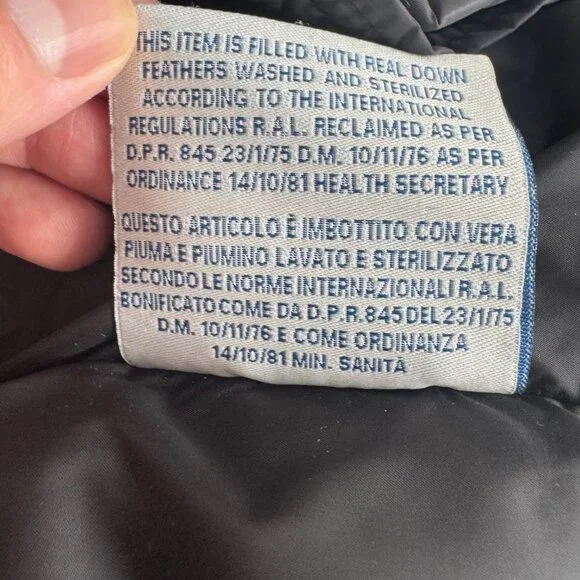 THIS ITEM IS FILLED WITH REAL DOWN
FEATHERS WASHED AND STERILIZED
ACCORDING TO THE INTERNATIONAL
REGULATIONS R.A.L. RECLAIMED AS PER
D.P.R. 845 23/1/75 D.M. 10/11/76 AS PER
ORDINANCE 14/10/81 HEALTH SECRETARY
QUESTO ARTICOLO È IMBOTTITO CON VERA
PIUMA E PIUMINO LAVATO E STERILIZZATO
SECONDO LE NORME INTERNAZIONALI R.A.L.
BONIFICATO COME DA D.P.R. 845 DEL 23/1/75
D.M. 10/11/76 E COME ORDINANZA
14/10/81 MIN. SANITÀ